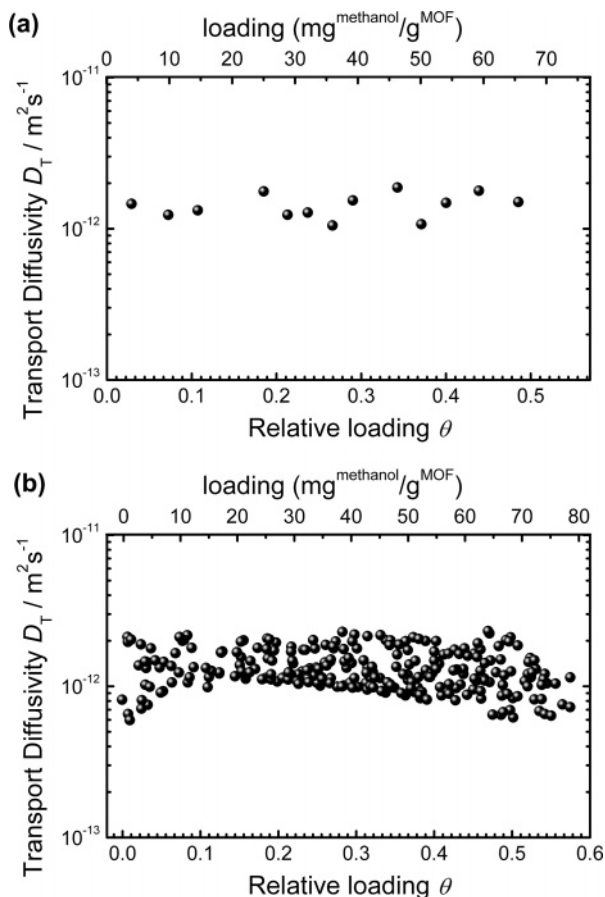 (a)
loading (mg^methanol/g^MOF)
0 10 20 30 40 50 60 70
Transport Diffusivity D_T / m² s⁻¹
10⁻¹¹
10⁻¹²
10⁻¹³
0.0 0.1 0.2 0.3 0.4 0.5
Relative loading θ
(b)
loading (mg^methanol/g^MOF)
0 10 20 30 40 50 60 70 80
Transport Diffusivity D_T / m² s⁻¹
10⁻¹¹
10⁻¹²
10⁻¹³
0.0 0.1 0.2 0.3 0.4 0.5 0.6
Relative loading θ